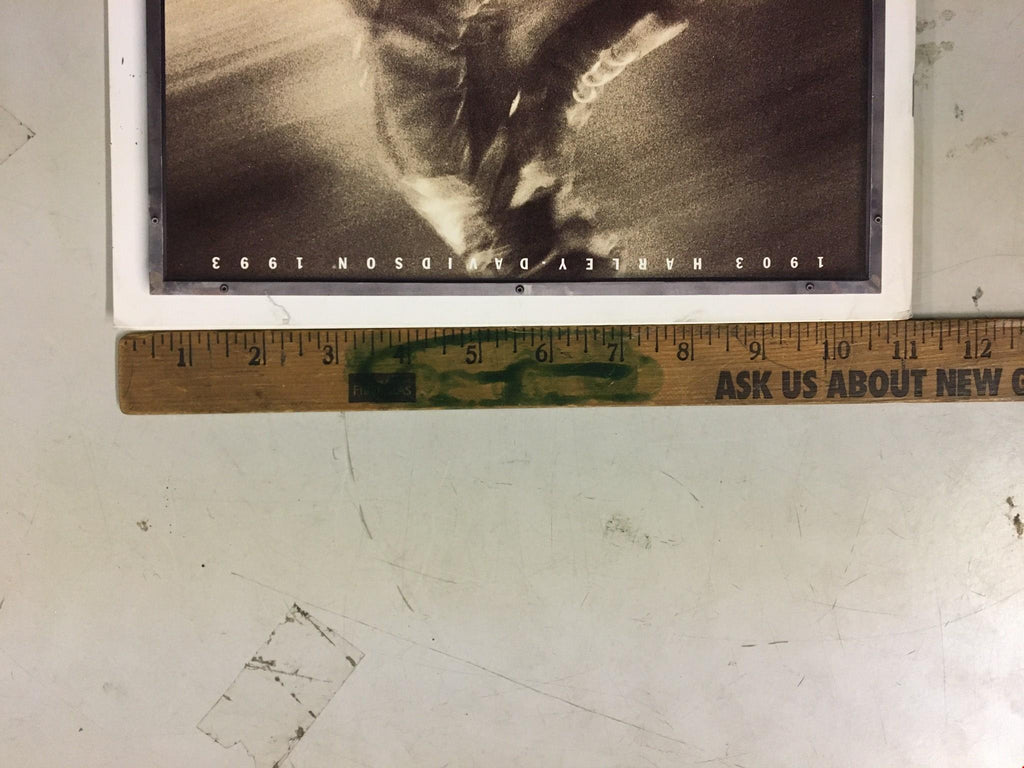 1903 HARLEY-DAVIDSON 1993
1 2 3 4 5 6 7 8 9 10 11 12
ASK US ABOUT NEW